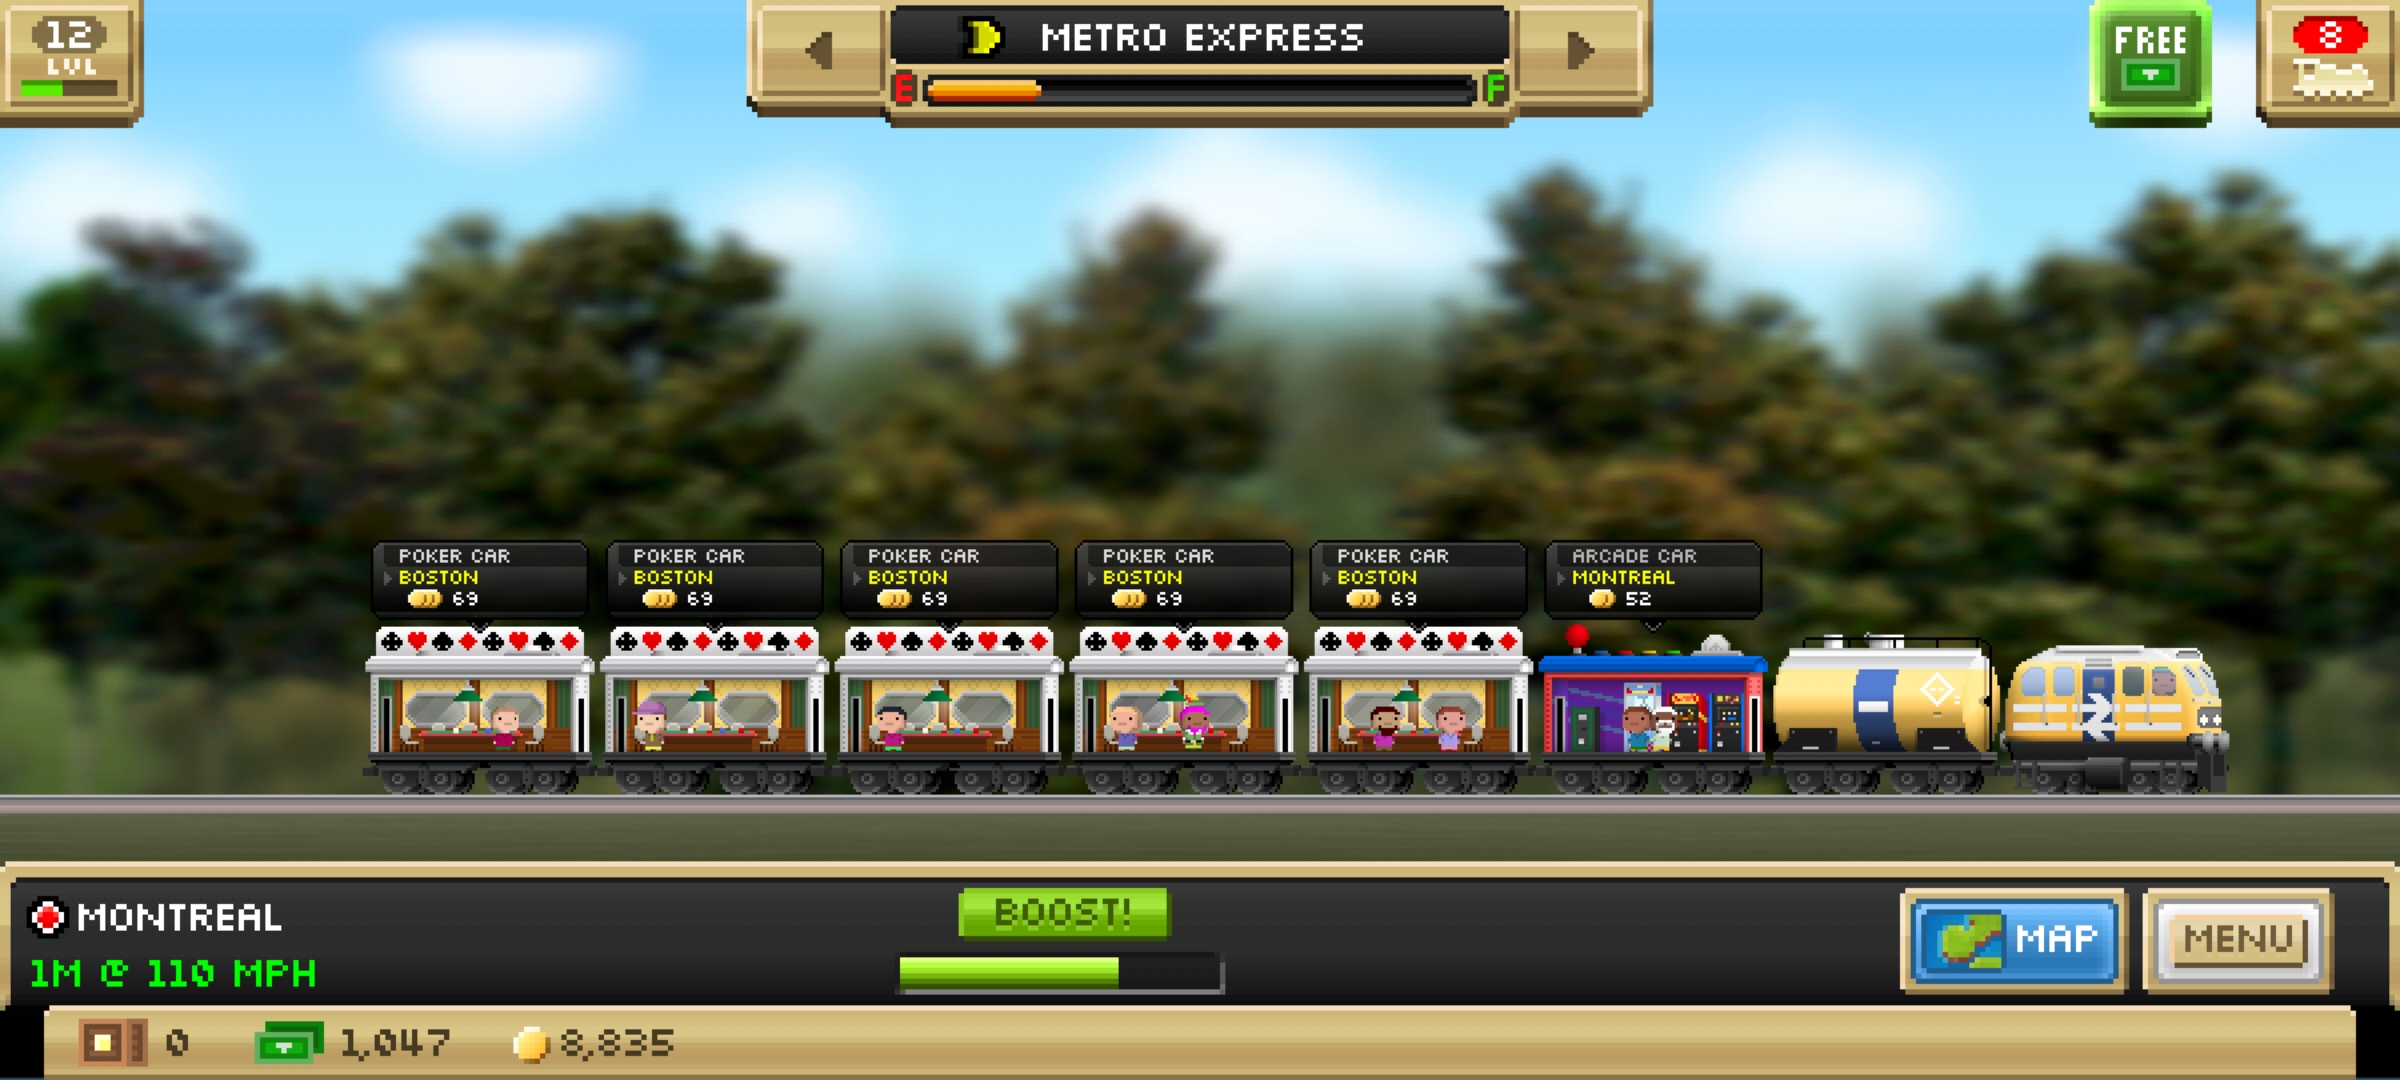 12
LVL
METRO EXPRESS
E
F
FREE
8
POKER CAR
BOSTON
69
POKER CAR
BOSTON
69
POKER CAR
BOSTON
69
POKER CAR
BOSTON
69
POKER CAR
BOSTON
69
ARCADE CAR
MONTREAL
52
MONTREAL
1M @ 110 MPH
BOOST!
MAP
MENU
0
1,047
8,835